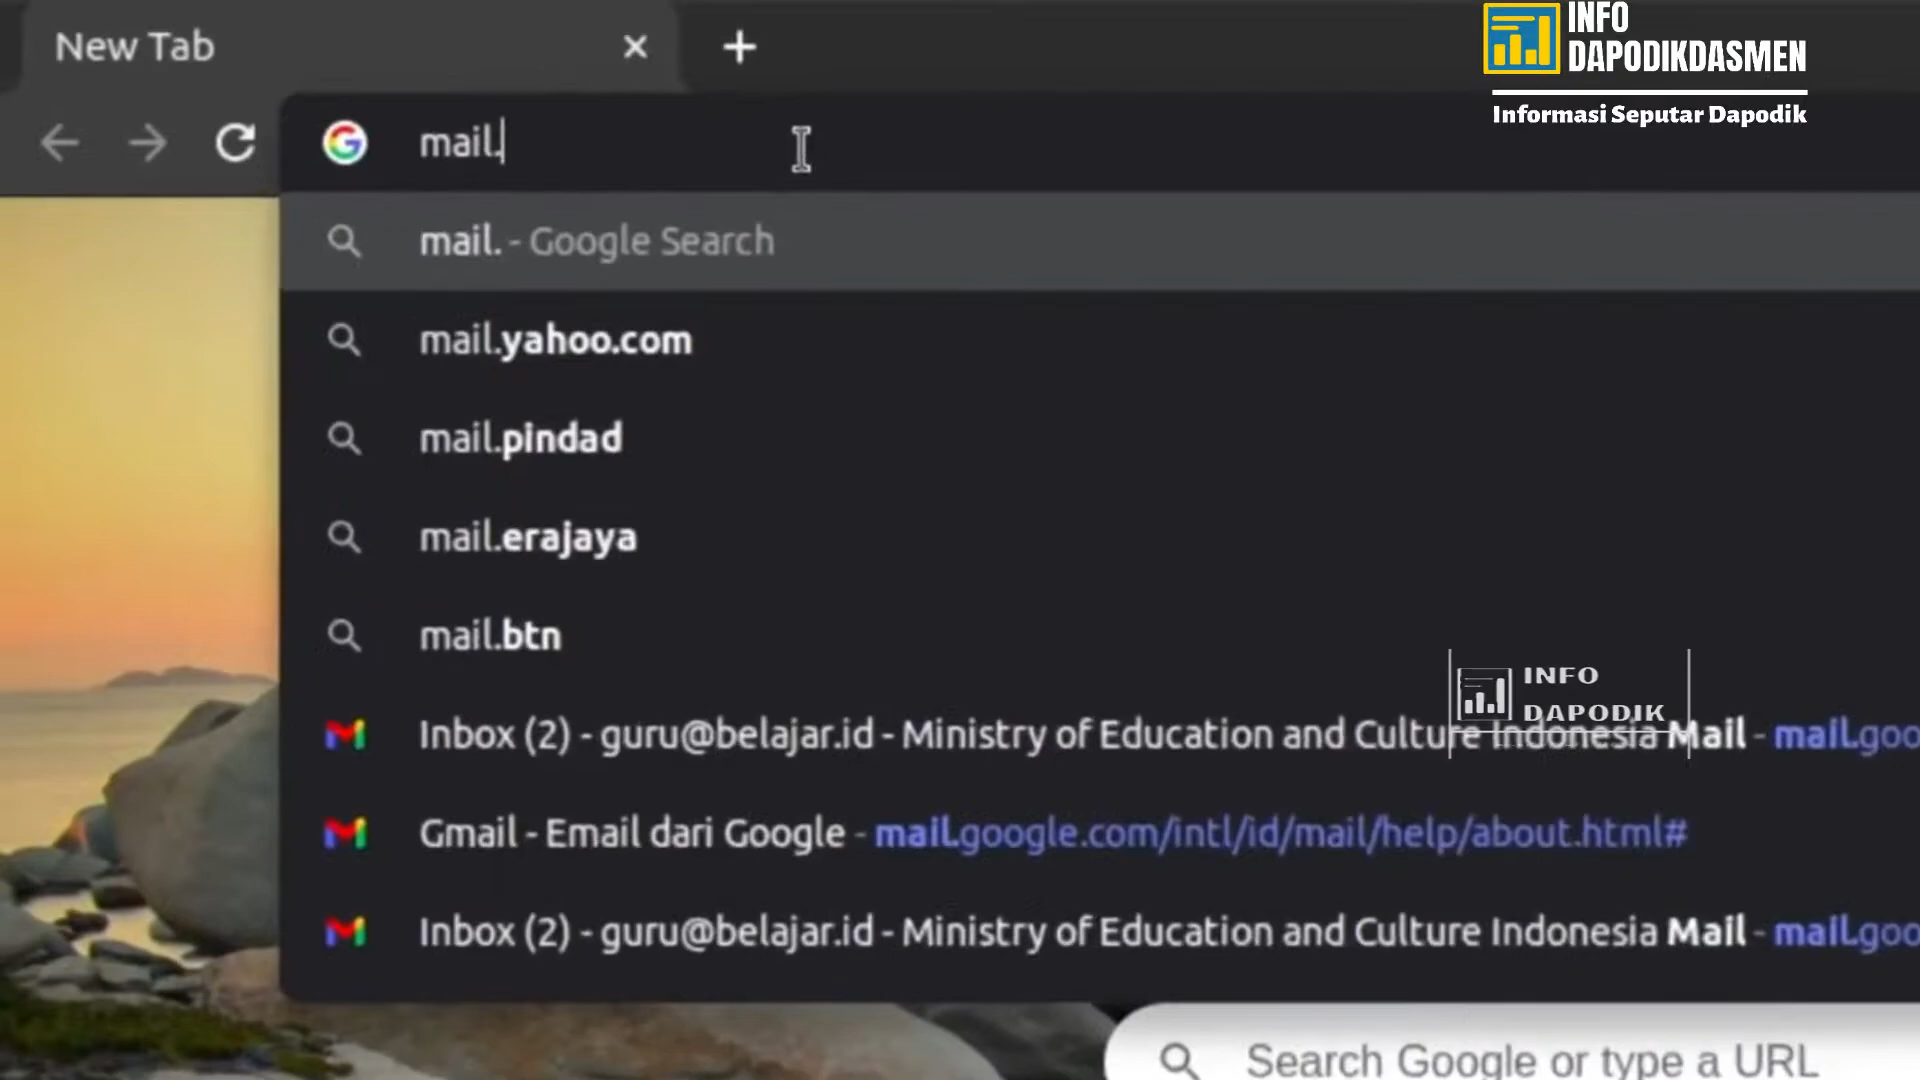 New Tab
INFO
DAPODIKDASMEN
Informasi Seputar Dapodik
mail.
mail. - Google Search
mail.yahoo.com
mail.pindad
mail.erajaya
mail.btn
INFO
DAPODIK
Inbox (2) - guru@belajar.id - Ministry of Education and Culture Indonesia Mail - mail.goo
Gmail - Email dari Google - mail.google.com/intl/id/mail/help/about.html#
Inbox (2) - guru@belajar.id - Ministry of Education and Culture Indonesia Mail - mail.goo
Search Google or type a URL